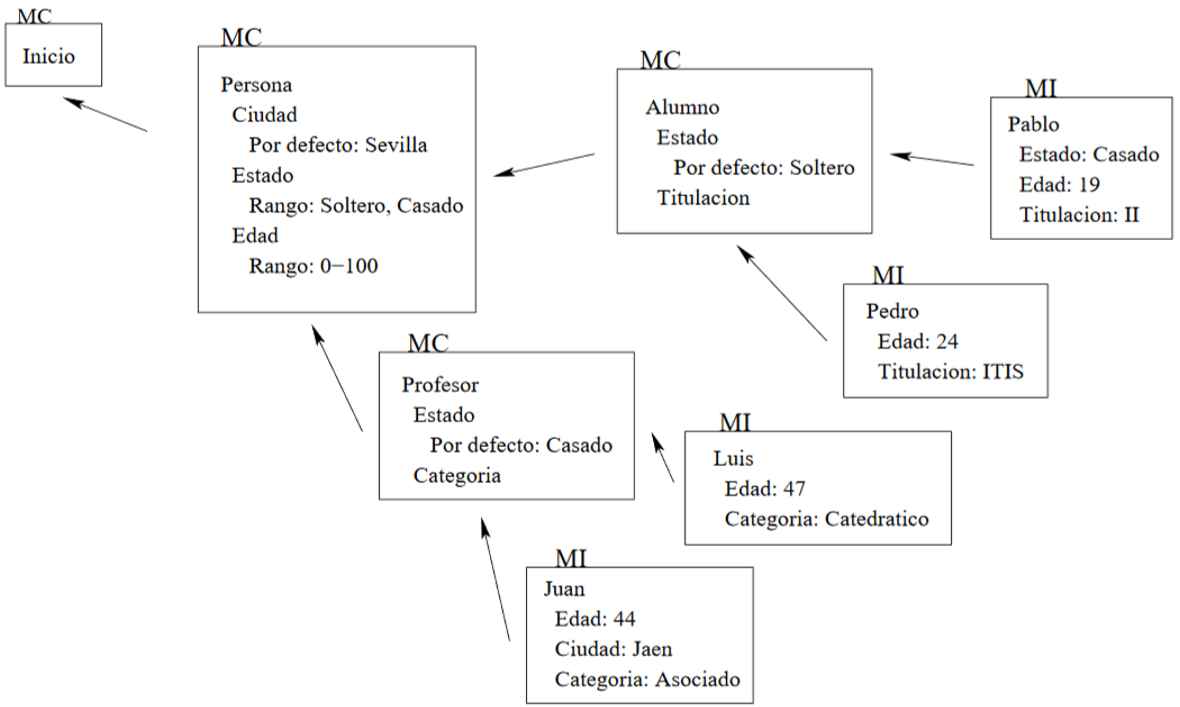 MC
Inicio
MC
Persona
Ciudad
Por defecto: Sevilla
Estado
Rango: Soltero, Casado
Edad
Rango: 0−100
MC
Alumno
Estado
Por defecto: Soltero
Titulacion
MI
Pablo
Estado: Casado
Edad: 19
Titulacion: II
MI
Pedro
Edad: 24
Titulacion: ITIS
MC
Profesor
Estado
Por defecto: Casado
Categoria
MI
Luis
Edad: 47
Categoria: Catedratico
MI
Juan
Edad: 44
Ciudad: Jaen
Categoria: Asociado